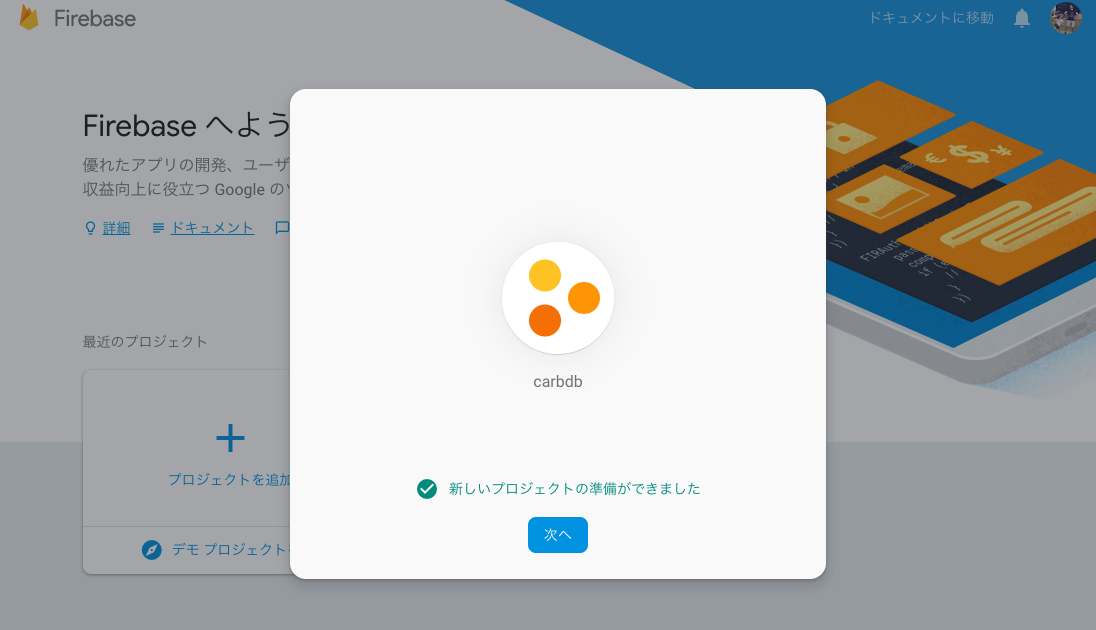 Firebase
ドキュメントに移動
Firebase へよう
優れたアプリの開発、ユーザ
収益向上に役立つ Google の
詳細
ドキュメント
最近のプロジェクト
プロジェクトを追加
デモ プロジェクト
carbdb
新しいプロジェクトの準備ができました
次へ
FIRAuth
pas
comp
if (